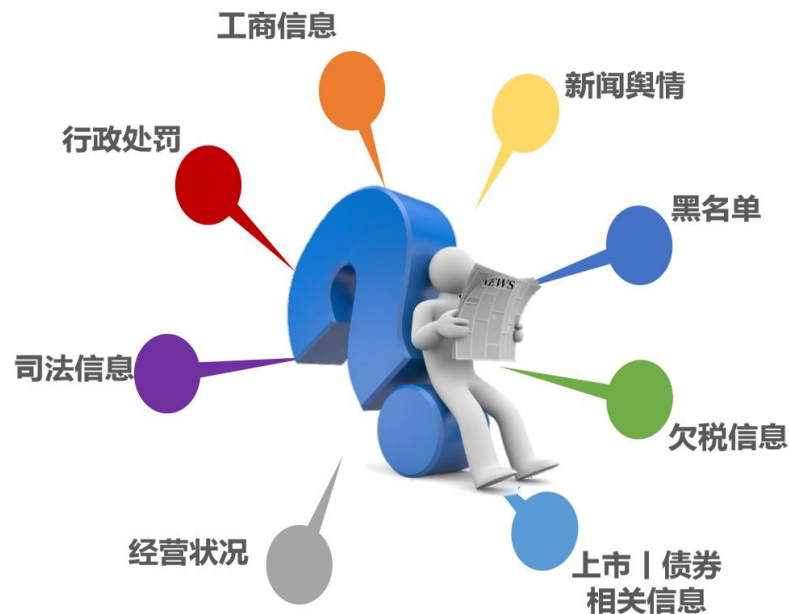 工商信息
新闻舆情
行政处罚
黑名单
NEWS
司法信息
欠税信息
经营状况
上市丨债券
相关信息